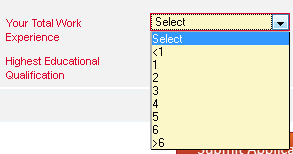 Your Total Work
Experience
Select
Highest Educational
Qualification
Select
<1
1
2
3
4
5
6
>6